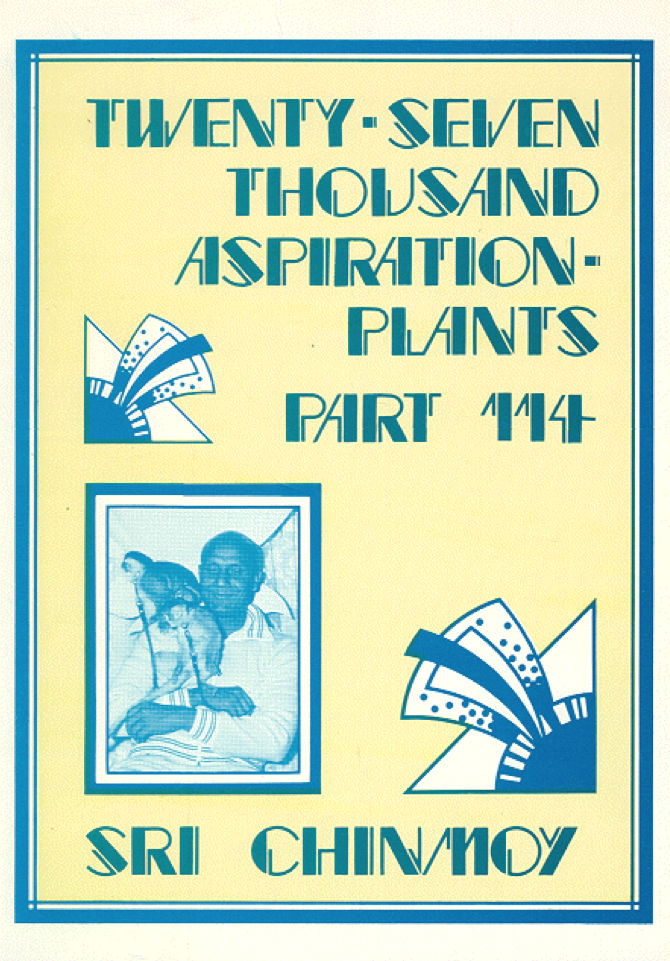 TWENTY-SEVEN
THOUSAND
ASPIRATION-
PLANTS
PART 114
SRI CHINMOY